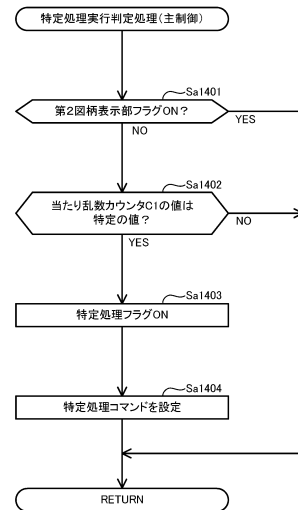 特定処理実行判定処理(主制御)
Sa1401
第2図柄表示部フラグON?
YES
NO
Sa1402
当たり乱数カウンタC1の値は
特定の値?
NO
YES
Sa1403
特定処理フラグON
Sa1404
特定処理コマンドを設定
RETURN